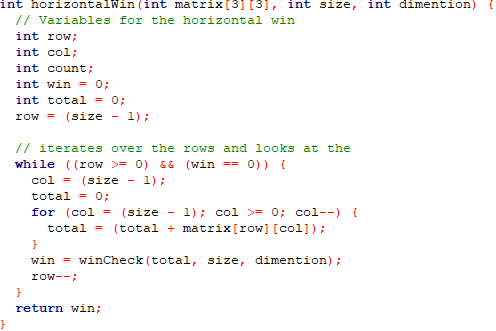 int horizontalWin(int matrix[3][3], int size, int dimention) {
  // Variables for the horizontal win
  int row;
  int col;
  int count;
  int win = 0;
  int total = 0;
  row = (size - 1);

  // iterates over the rows and looks at the
  while ((row >= 0) && (win == 0)) {
    col = (size - 1);
    total = 0;
    for (col = (size - 1); col >= 0; col--) {
      total = (total + matrix[row][col]);
    }
    win = winCheck(total, size, dimention);
    row--;
  }
  return win;
}